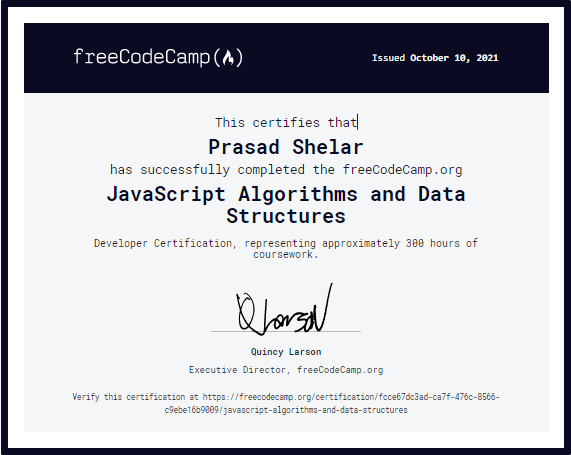 freeCodeCamp(🔥)
Issued October 10, 2021
This certifies that
Prasad Shelar
has successfully completed the freeCodeCamp.org
JavaScript Algorithms and Data
Structures
Developer Certification, representing approximately 300 hours of
coursework.
QLarson
Quincy Larson
Executive Director, freeCodeCamp.org
Verify this certification at https://freecodecamp.org/certification/fcce67dc3ad-ca7f-476c-8566-
c9ebe16b9009/javascript-algorithms-and-data-structures